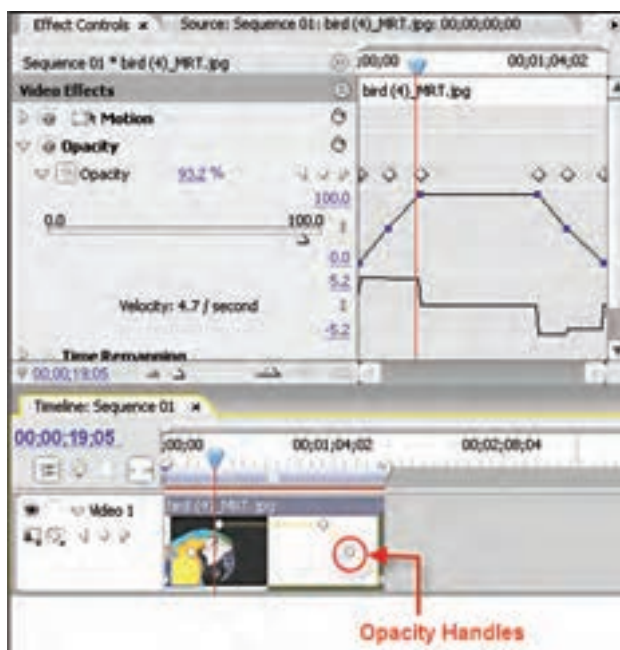 Effect Controls × Source: Sequence 01: bird (4)_MRT.jpg: 00;00;00;00
Sequence 01 * bird (4)_MRT.jpg
;00;00 00;01;04;02
Video Effects
bird (4)_MRT.jpg
Motion
Opacity
Opacity 93.2 %
100.0
0.0 100.0
0.0
5.2
Velocity: 4.7 / second
-5.2
Time Remapping
00;00;19;05
Timeline: Sequence 01 ×
00;00;19;05
;00;00 00;01;04;02 00;02;08;04
Video 1
bird (4)_MRT.jpg
Opacity Handles